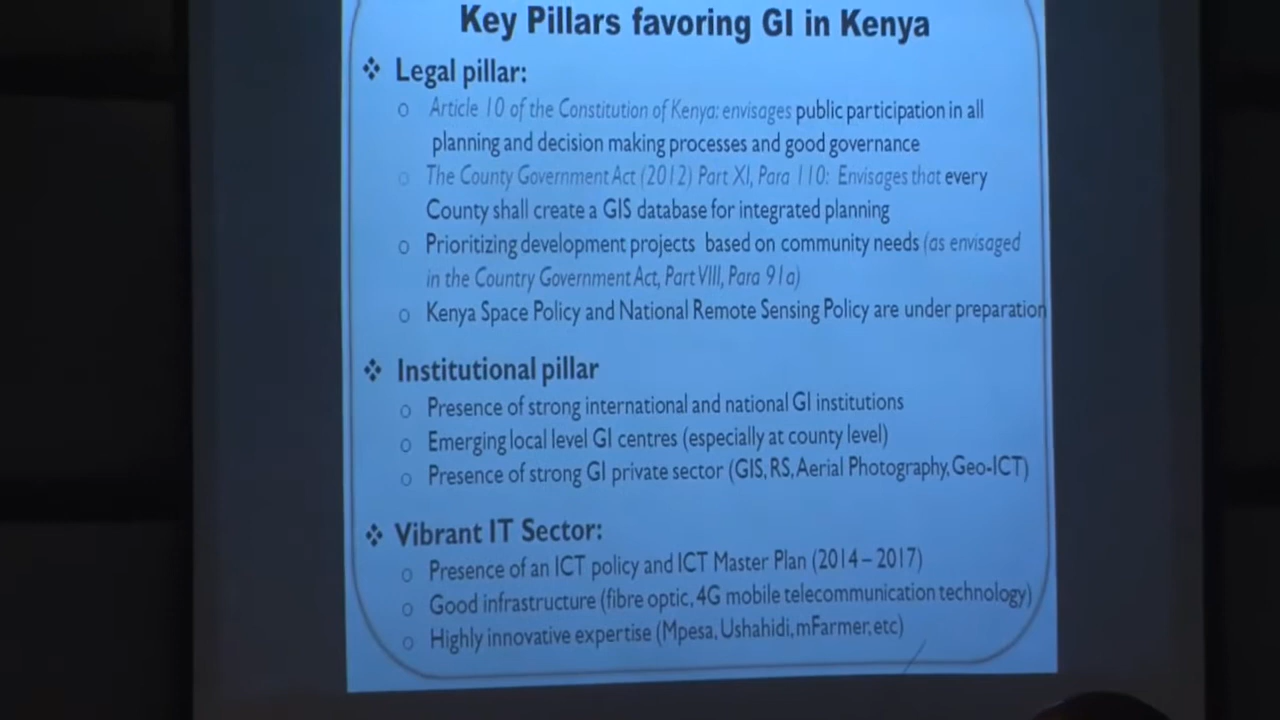 Key Pillars favoring GI in Kenya
❖ Legal pillar:
o Article 10 of the Constitution of Kenya: envisages public participation in all
planning and decision making processes and good governance
o The County Government Act (2012) Part XI, Para 110: Envisages that every
County shall create a GIS database for integrated planning
o Prioritizing development projects based on community needs (as envisaged
in the Country Government Act, Part VIII, Para 91a)
o Kenya Space Policy and National Remote Sensing Policy are under preparation
❖ Institutional pillar
o Presence of strong international and national GI institutions
o Emerging local level GI centres (especially at county level)
o Presence of strong GI private sector (GIS, RS, Aerial Photography, Geo-ICT)
❖ Vibrant IT Sector:
o Presence of an ICT policy and ICT Master Plan (2014 – 2017)
o Good infrastructure (fibre optic, 4G mobile telecommunication technology)
o Highly innovative expertise (Mpesa, Ushahidi, mFarmer, etc)